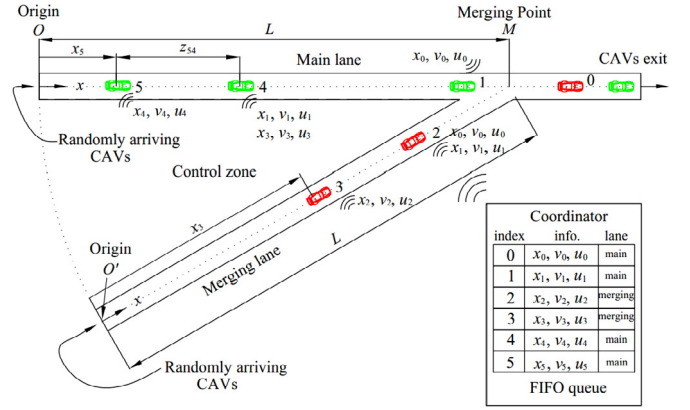 Origin
O
L
Merging Point
M
x5
z54
Main lane
x0, v0, u0
CAVs exit
x
5
4
1
0
x4, v4, u4
x1, v1, u1
x3, v3, u3
2
x0, v0, u0
x1, v1, u1
Randomly arriving
CAVs
Control zone
3
x2, v2, u2
x3
L
Merging lane
Origin
O'
x
Randomly arriving
CAVs
Coordinator
index info. lane
0 x0, v0, u0 main
1 x1, v1, u1 main
2 x2, v2, u2 merging
3 x3, v3, u3 merging
4 x4, v4, u4 main
5 x5, v5, u5 main
FIFO queue